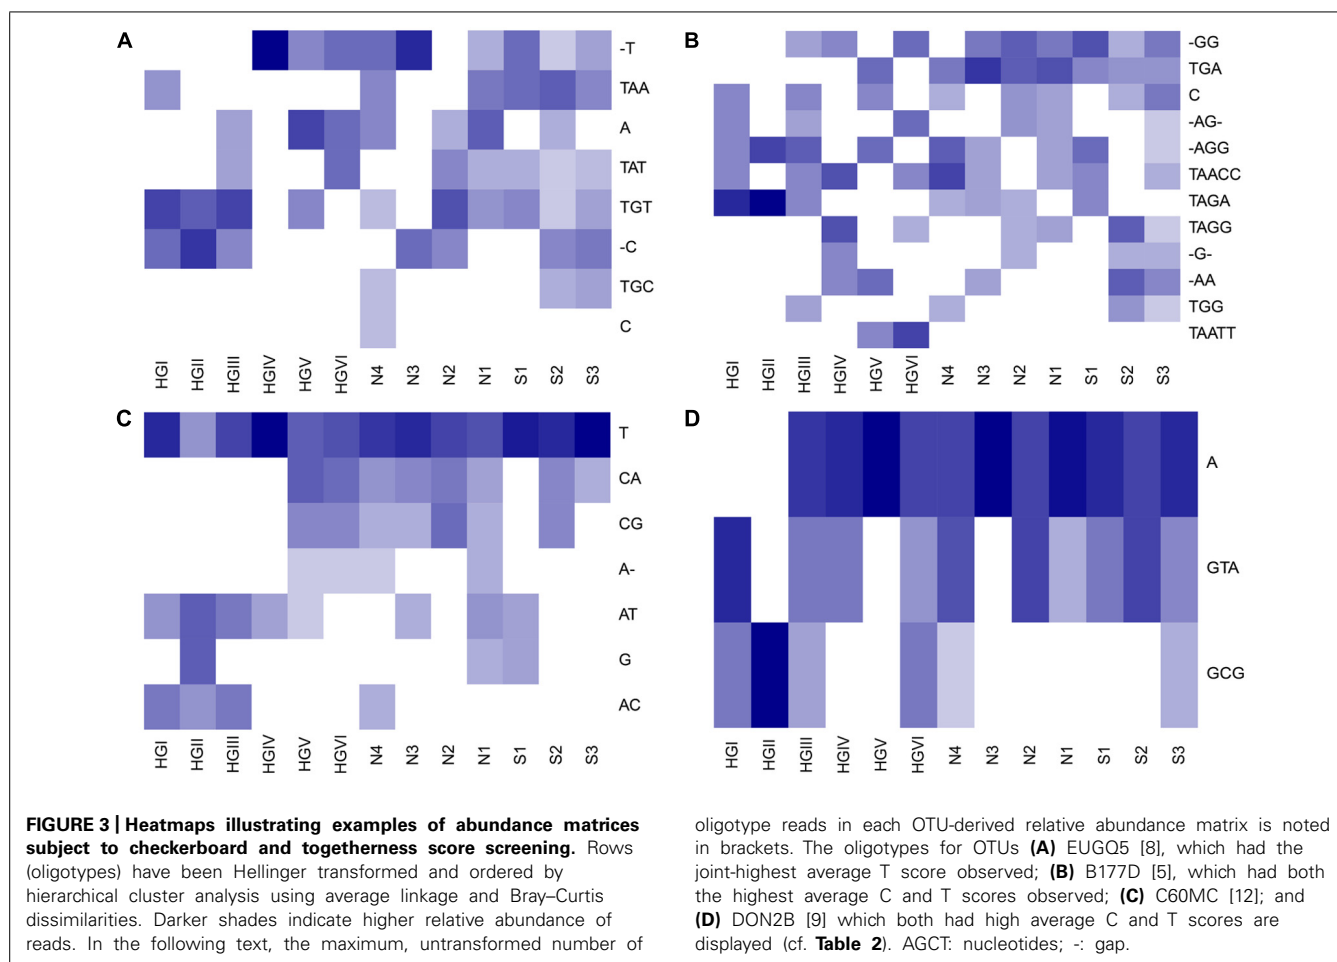 A
-T
TAA
A
TAT
TGT
-C
TGC
C
HGI HGII HGIII HGIV HGV HGVI N4 N3 N2 N1 S1 S2 S3
B
-GG
TGA
C
-AG-
-AGG
TAACC
TAGA
TAGG
-G-
-AA
TGG
TAATT
HGI HGII HGIII HGIV HGV HGVI N4 N3 N2 N1 S1 S2 S3
C
T
CA
CG
A-
AT
G
AC
HGI HGII HGIII HGIV HGV HGVI N4 N3 N2 N1 S1 S2 S3
D
A
GTA
GCG
HGI HGII HGIII HGIV HGV HGVI N4 N3 N2 N1 S1 S2 S3
FIGURE 3 | Heatmaps illustrating examples of abundance matrices
subject to checkerboard and togetherness score screening. Rows
(oligotypes) have been Hellinger transformed and ordered by
hierarchical cluster analysis using average linkage and Bray–Curtis
dissimilarities. Darker shades indicate higher relative abundance of
reads. In the following text, the maximum, untransformed number of
oligotype reads in each OTU-derived relative abundance matrix is noted
in brackets. The oligotypes for OTUs (A) EUGQ5 [8], which had the
joint-highest average T score observed; (B) B177D [5], which had both
the highest average C and T scores observed; (C) C60MC [12]; and
(D) DON2B [9] which both had high average C and T scores are
displayed (cf. Table 2). AGCT: nucleotides; -: gap.